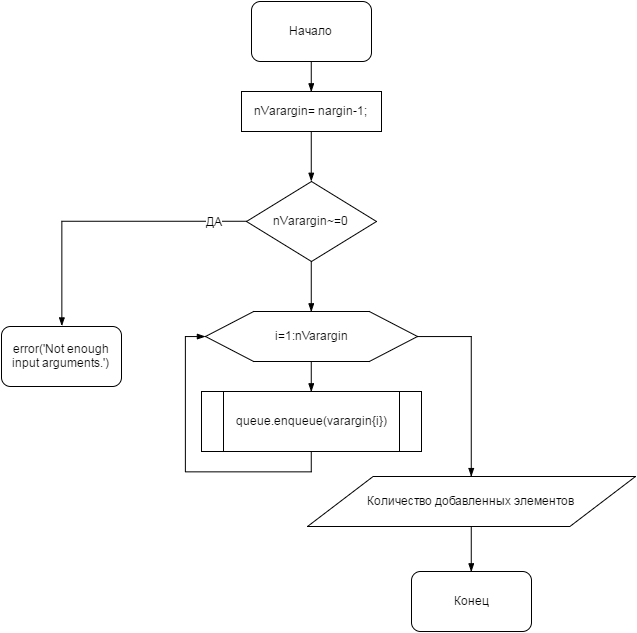 Начало
nVarargin= nargin-1;
nVarargin~=0
ДА
error('Not enough
input arguments.')
i=1:nVarargin
queue.enqueue(varargin{i})
Количество добавленных элементов
Конец